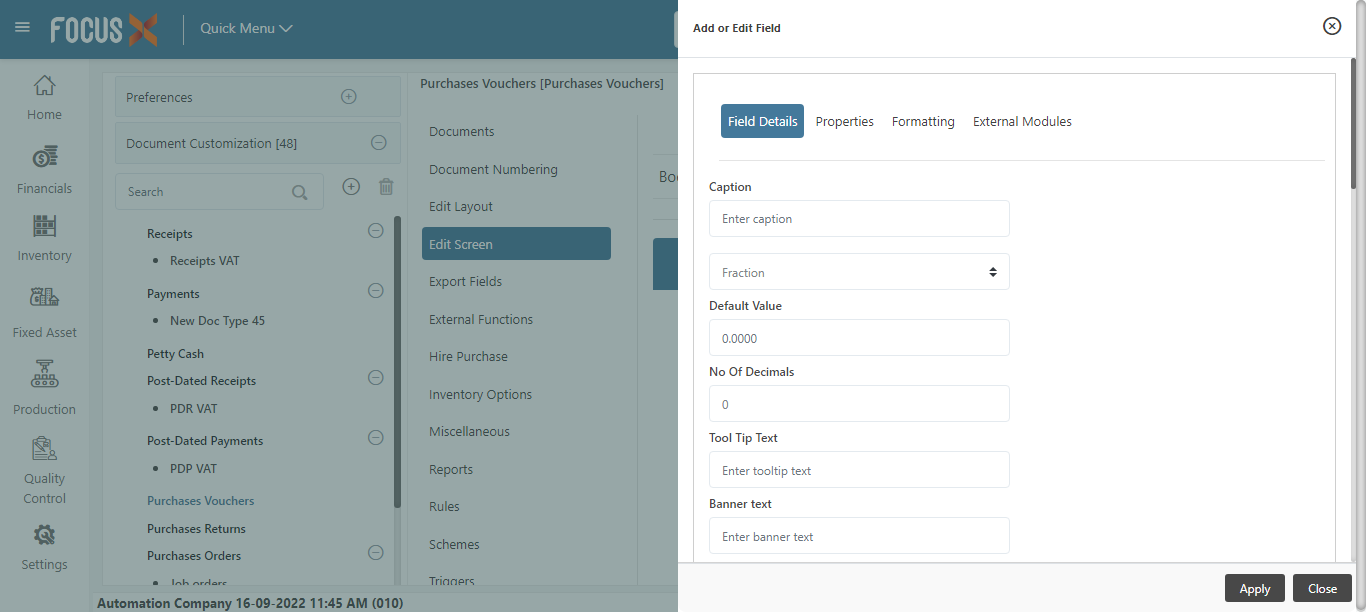 FOCUS X
Quick Menu
Home
Financials
Inventory
Fixed Asset
Production
Quality
Control
Settings
Preferences
Document Customization [48]
Search
Receipts
Receipts VAT
Payments
New Doc Type 45
Petty Cash
Post-Dated Receipts
PDR VAT
Post-Dated Payments
PDP VAT
Purchases Vouchers
Purchases Returns
Purchases Orders
Job orders
Purchases Vouchers [Purchases Vouchers]
Documents
Document Numbering
Edit Layout
Edit Screen
Export Fields
External Functions
Hire Purchase
Inventory Options
Miscellaneous
Reports
Rules
Schemes
Triggers
Automation Company 16-09-2022 11:45 AM (010)
Add or Edit Field
Field Details Properties Formatting External Modules
Caption
Enter caption
Fraction
Default Value
0.0000
No Of Decimals
0
Tool Tip Text
Enter tooltip text
Banner text
Enter banner text
Apply Close